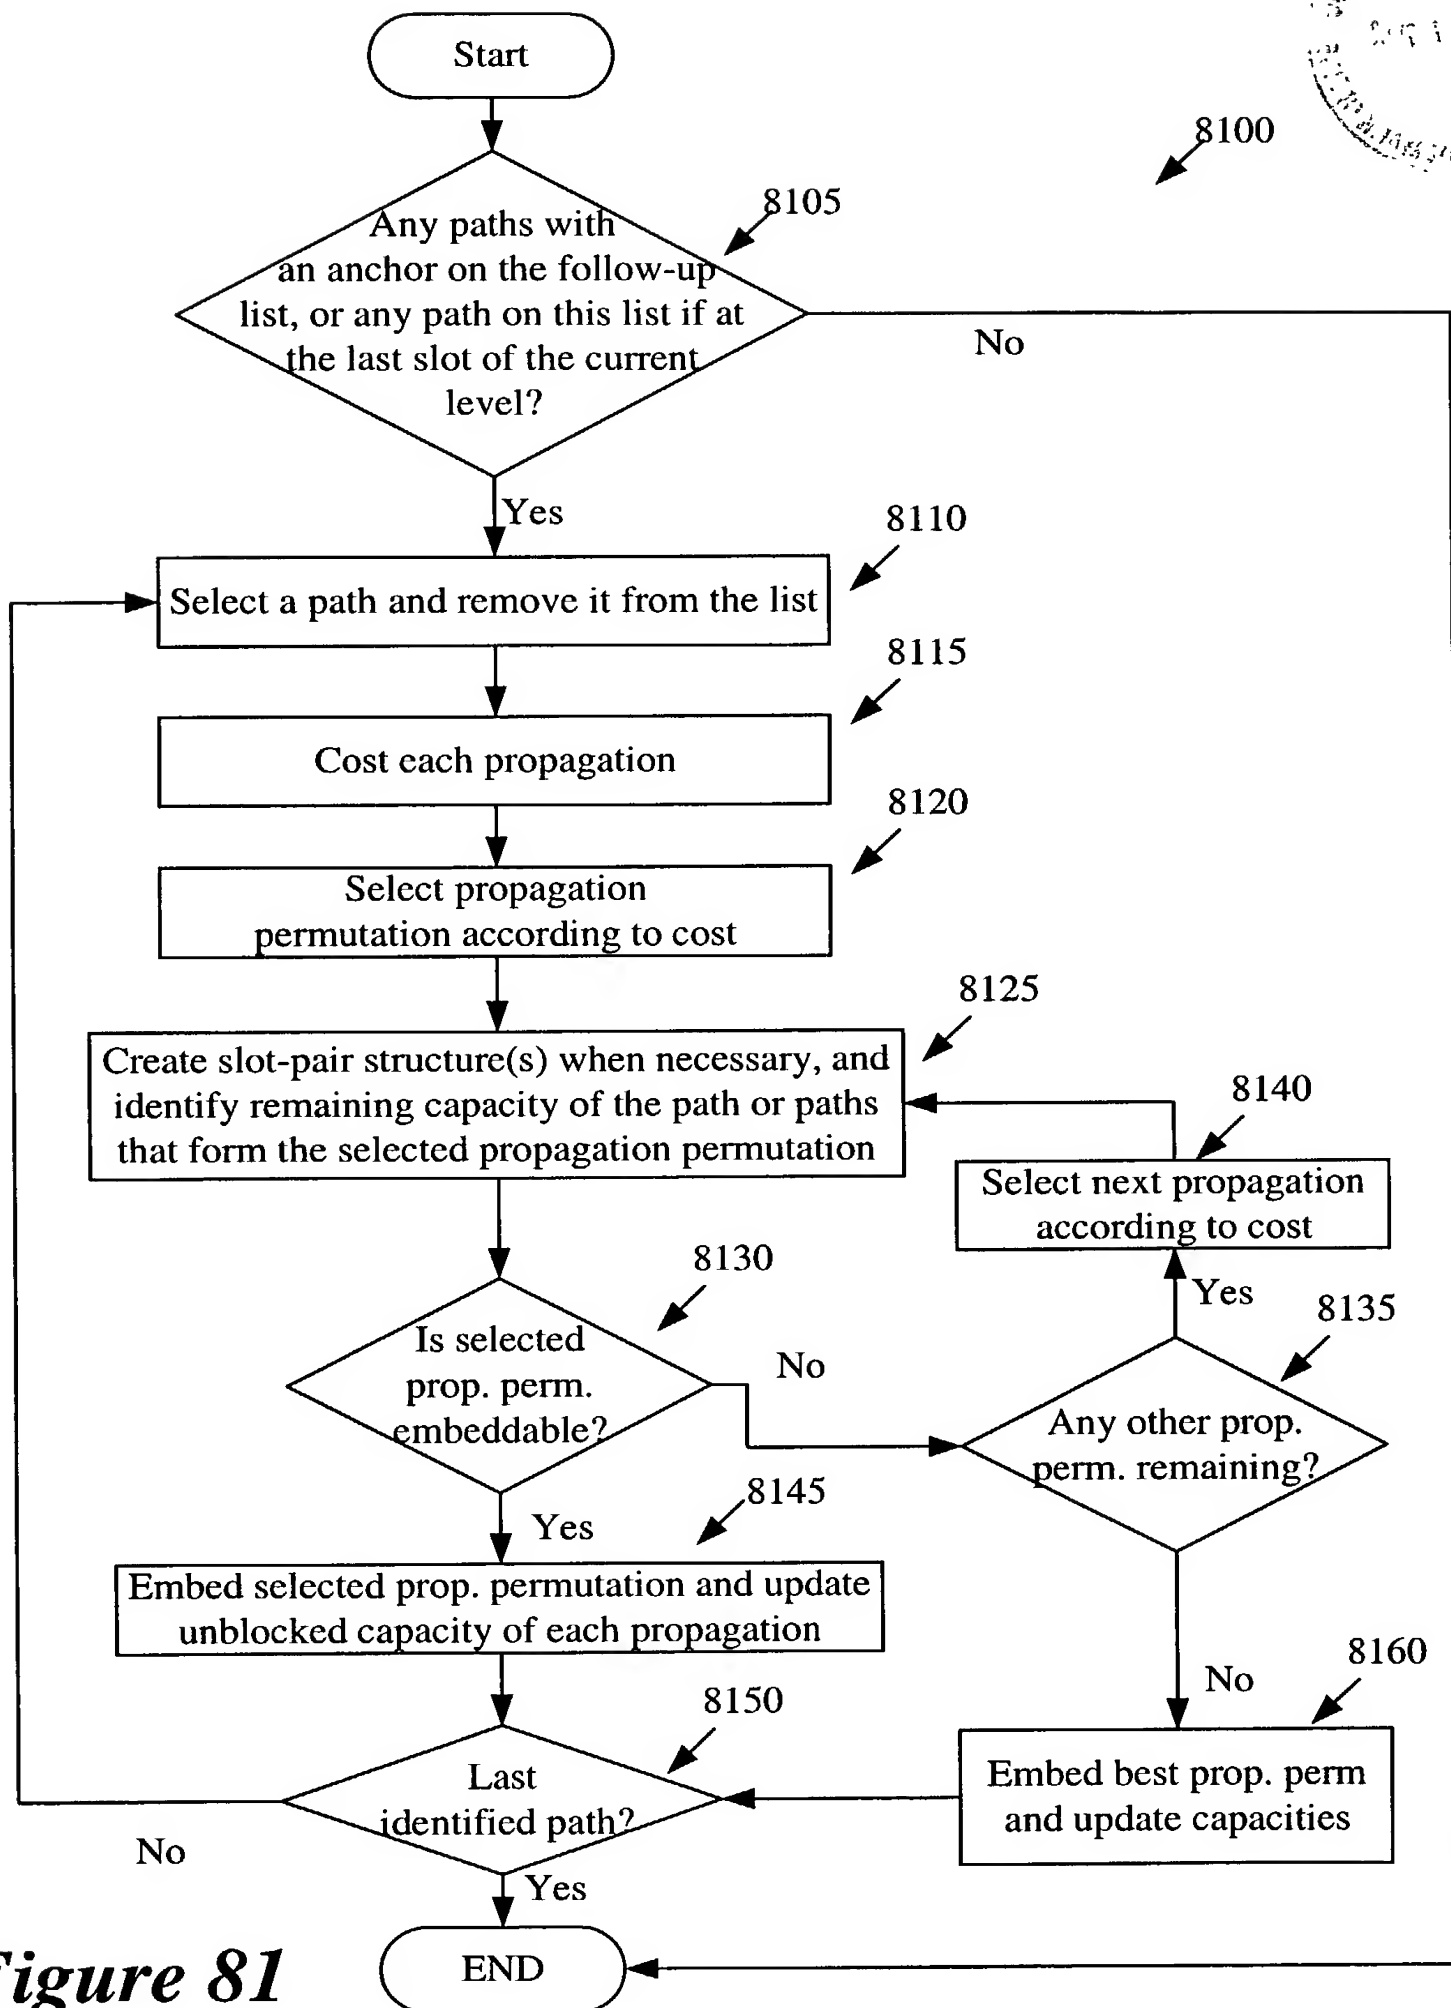 Start
8100
8105
Any paths with
an anchor on the follow-up
list, or any path on this list if at
the last slot of the current
level?
No
Yes
8110
Select a path and remove it from the list
8115
Cost each propagation
8120
Select propagation
permutation according to cost
8125
Create slot-pair structure(s) when necessary, and
identify remaining capacity of the path or paths
that form the selected propagation permutation
8140
Select next propagation
according to cost
8130
Is selected
prop. perm.
embeddable?
No
Yes
8135
Any other prop.
perm. remaining?
8145
Yes
Embed selected prop. permutation and update
unblocked capacity of each propagation
8160
No
8150
Embed best prop. perm
and update capacities
Last
identified path?
No
Yes
END
Figure 81